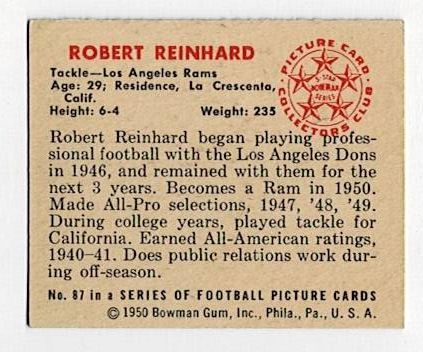 ROBERT REINHARD
Tackle—Los Angeles Rams
Age: 29; Residence, La Crescenta,
Calif.
Height: 6-4 Weight: 235
PICTURE CARD
5-STAR
BOWMAN
SERIES
COLLECTORS CLUB
Robert Reinhard began playing profes-
sional football with the Los Angeles Dons
in 1946, and remained with them for the
next 3 years. Becomes a Ram in 1950.
Made All-Pro selections, 1947, '48, '49.
During college years, played tackle for
California. Earned All-American ratings,
1940-41. Does public relations work dur-
ing off-season.
No. 87 in a SERIES OF FOOTBALL PICTURE CARDS
©1950 Bowman Gum, Inc., Phila., Pa., U. S. A.